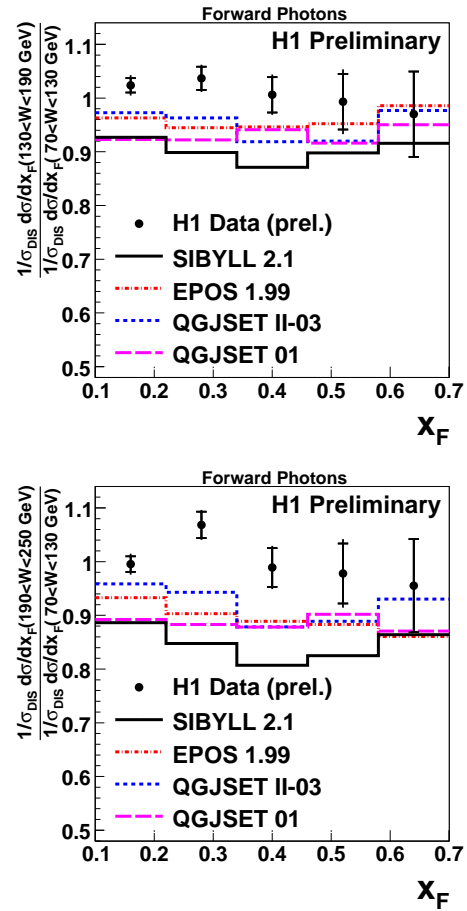 Forward Photons
H1 Preliminary
1/σDIS dσ/dxF(130<W<190 GeV)
1/σDIS dσ/dxF( 70<W<130 GeV)
1.1
1
0.9
0.8
0.7
0.6
0.5
H1 Data (prel.)
SIBYLL 2.1
EPOS 1.99
QGJSET II-03
QGJSET 01
0.1 0.2 0.3 0.4 0.5 0.6 0.7
xF
Forward Photons
H1 Preliminary
1/σDIS dσ/dxF(190<W<250 GeV)
1/σDIS dσ/dxF( 70<W<130 GeV)
1.1
1
0.9
0.8
0.7
0.6
0.5
H1 Data (prel.)
SIBYLL 2.1
EPOS 1.99
QGJSET II-03
QGJSET 01
0.1 0.2 0.3 0.4 0.5 0.6 0.7
xF